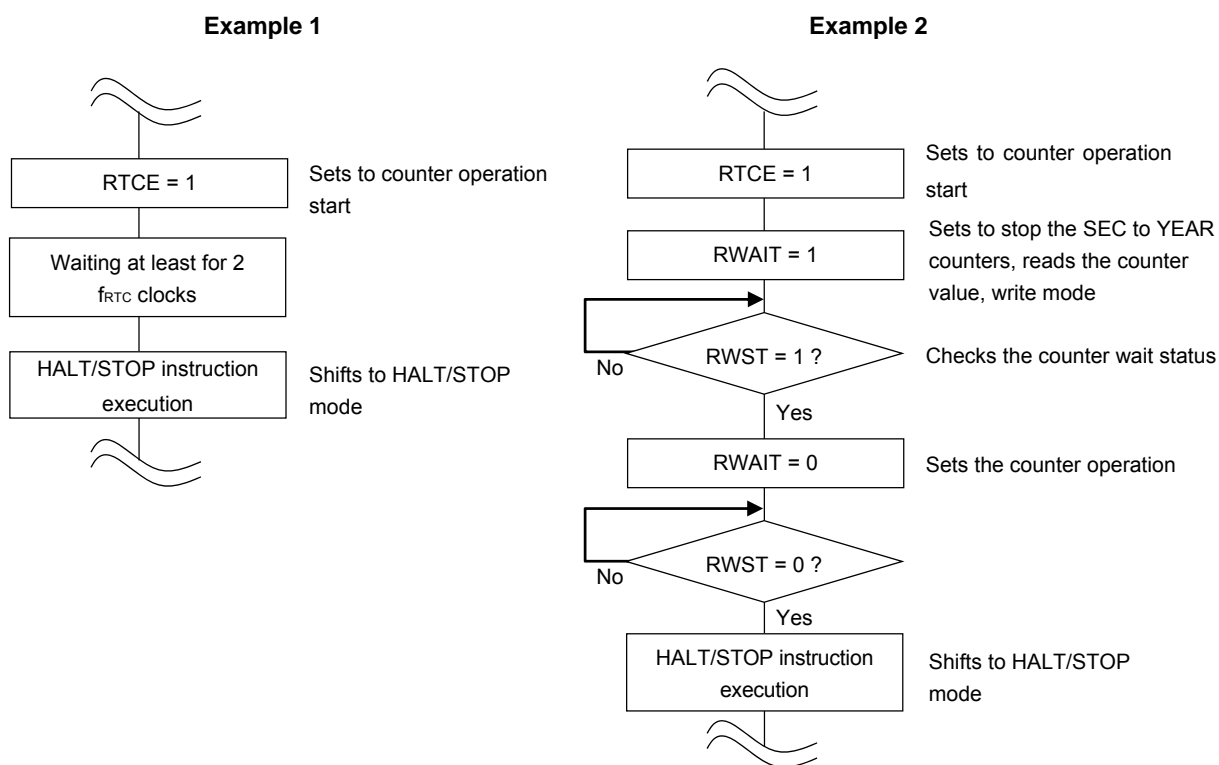 Example 1
RTCE = 1
Sets to counter operation
start
Waiting at least for 2
fRTC clocks
HALT/STOP instruction
execution
Shifts to HALT/STOP
mode
Example 2
RTCE = 1
Sets to counter operation
start
RWAIT = 1
Sets to stop the SEC to YEAR
counters, reads the counter
value, write mode
RWST = 1 ?
No
Checks the counter wait status
Yes
RWAIT = 0
Sets the counter operation
RWST = 0 ?
No
Yes
HALT/STOP instruction
execution
Shifts to HALT/STOP
mode